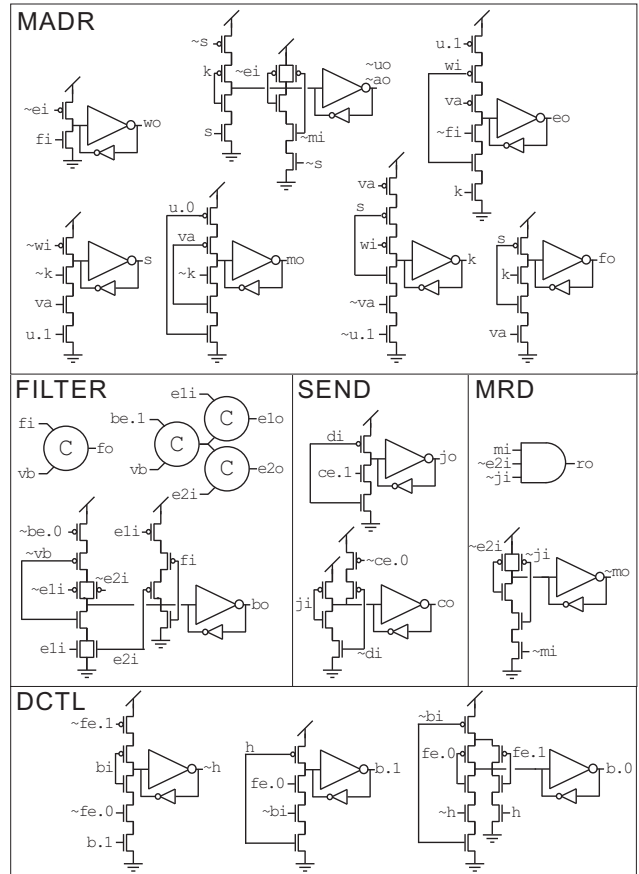 MADR
~s
k
s
~ei
~mi
~s
~uo
~ao
u.1
wi
va
~fi
k
eo
~ei
fi
wo
~wi
~k
va
u.1
s
u.0
va
~k
mo
va
s
wi
~va
~u.1
k
s
k
va
fo
FILTER
fi
vb
C
fo
be.1
vb
C
e1i
C
e1o
e2i
C
e2o
~be.0
~vb
~e1i
~e2i
e1i
e2i
e1i
fi
bo
SEND
di
ce.1
jo
~ce.0
ji
~di
co
MRD
mi
~e2i
~ji
ro
~e2i
~ji
~mi
~mo
DCTL
~fe.1
bi
~fe.0
b.1
~h
h
fe.0
~bi
b.1
~bi
fe.0
fe.1
~h
h
b.0